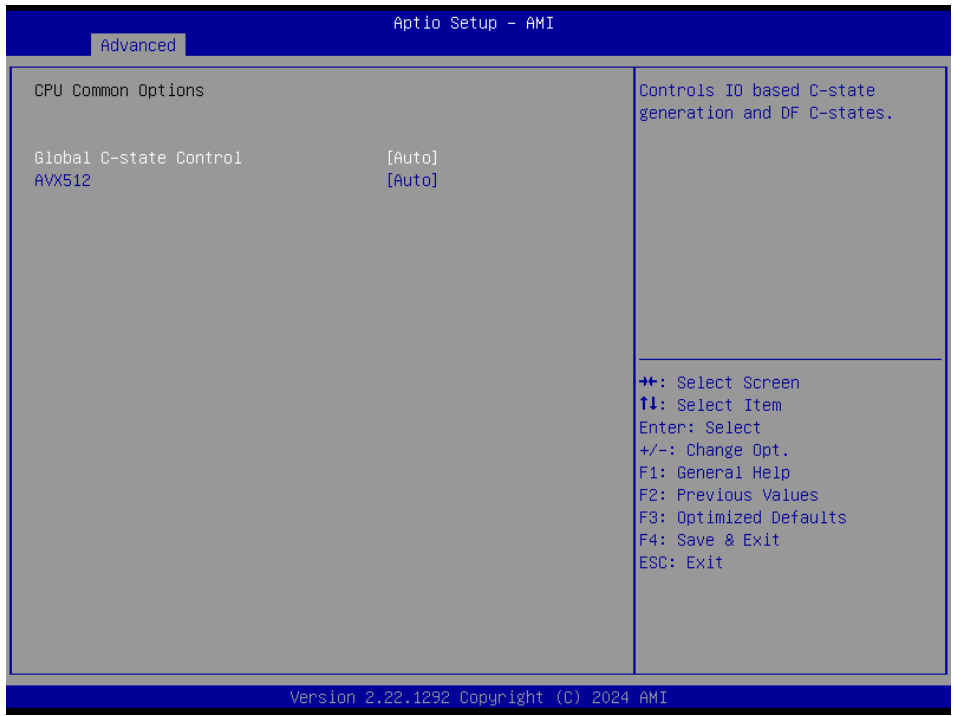 Aptio Setup – AMI
Advanced
CPU Common Options
Global C-state Control [Auto]
AVX512 [Auto]
Controls IO based C-state
generation and DF C-states.
→←: Select Screen
↑↓: Select Item
Enter: Select
+/-: Change Opt.
F1: General Help
F2: Previous Values
F3: Optimized Defaults
F4: Save & Exit
ESC: Exit
Version 2.22.1292 Copyright (C) 2024 AMI